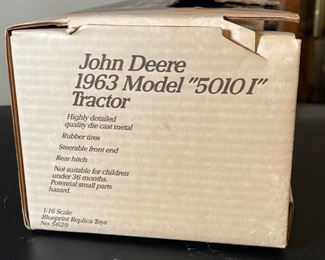 John Deere
1963 Model "5010 I"
Tractor
Highly detailed
quality die cast metal
Rubber tires
Steerable front end
Rear hitch
Not suitable for children
under 36 months.
Potential small parts
hazard.
1/16 Scale
Blueprint Replica Toys
No. 5629